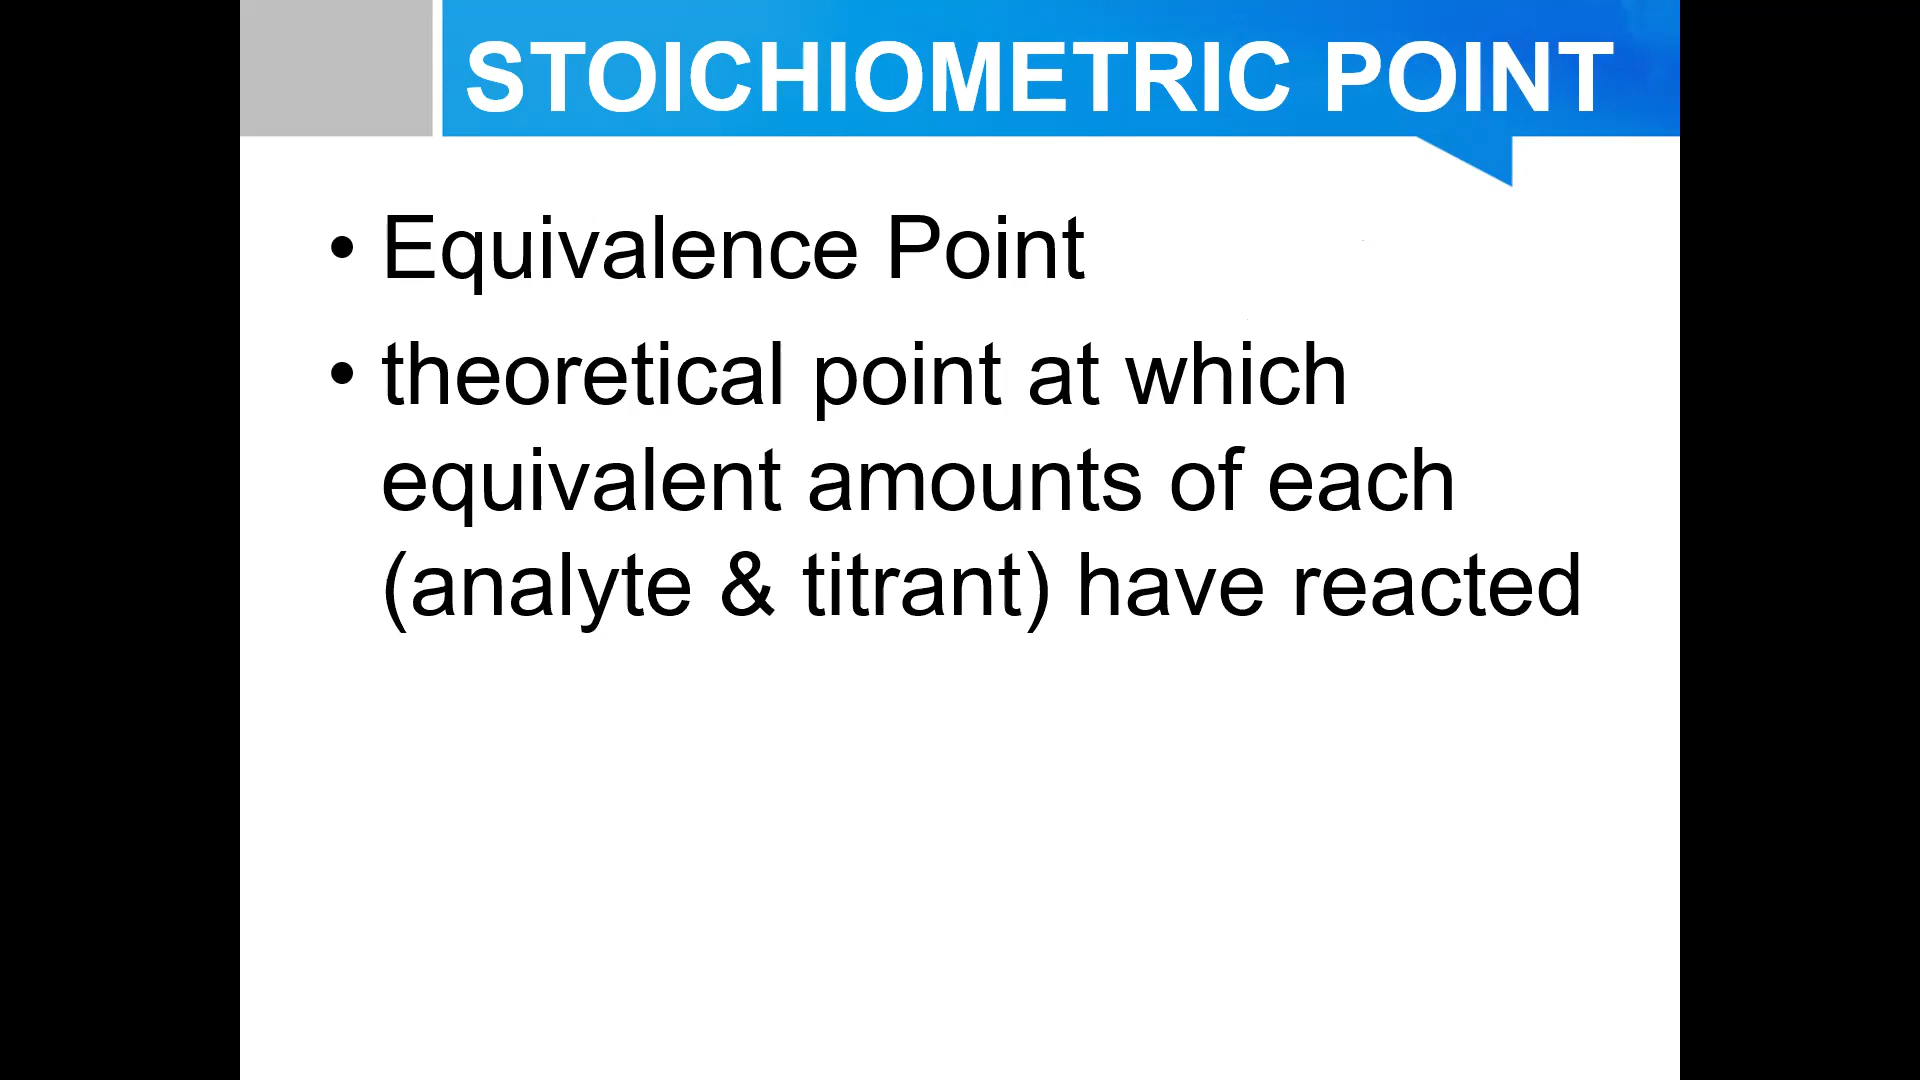 STOICHIOMETRIC POINT
• Equivalence Point
• theoretical point at which
equivalent amounts of each
(analyte & titrant) have reacted